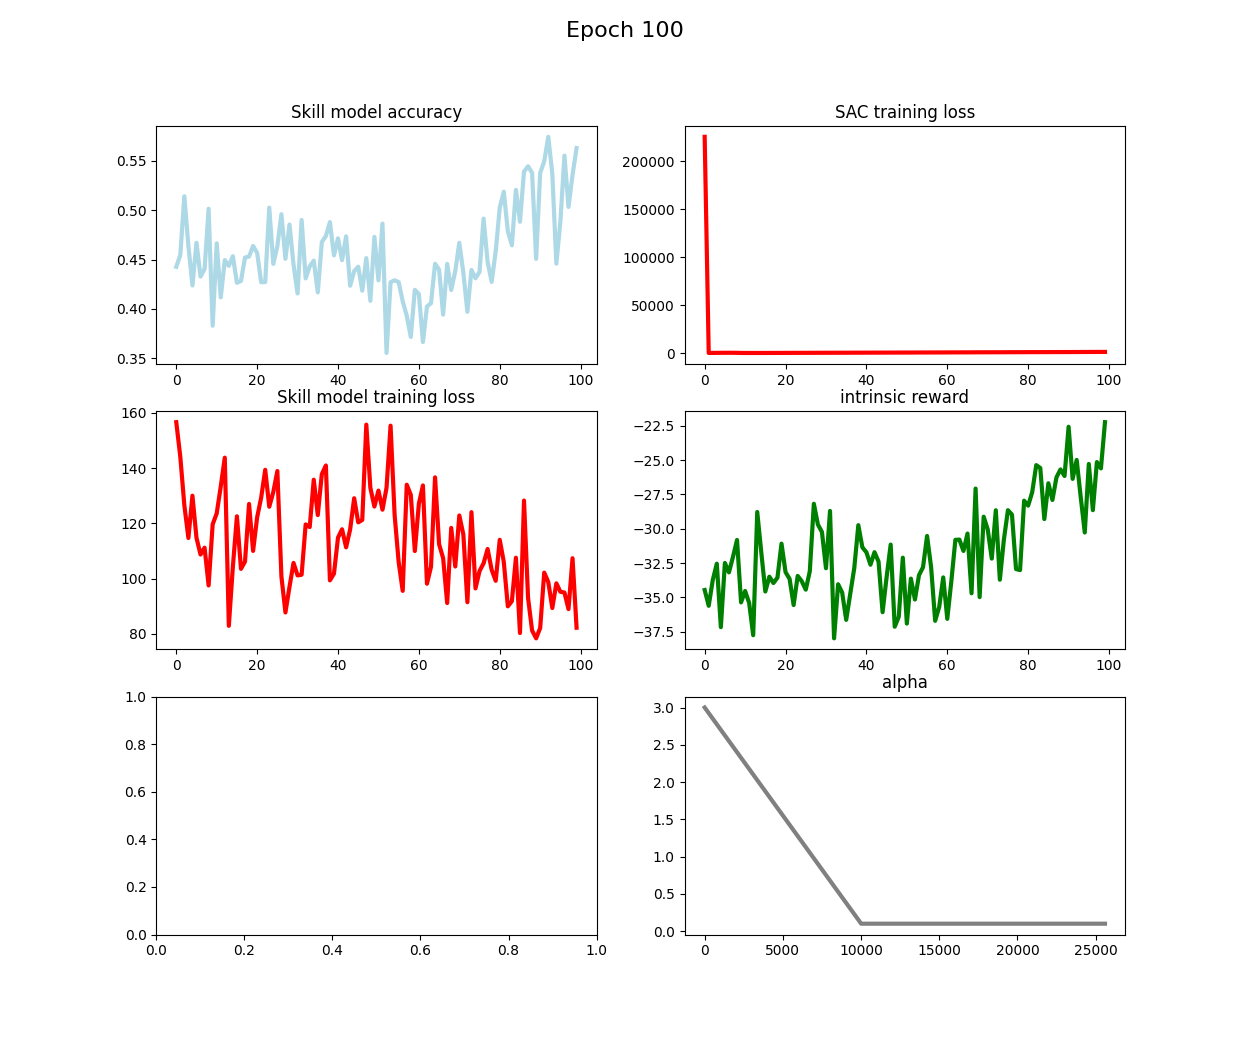 Epoch 100
Skill model accuracy
0.55
0.50
0.45
0.40
0.35
0 20 40 60 80 100
SAC training loss
200000
150000
100000
50000
0
0 20 40 60 80 100
Skill model training loss
160
140
120
100
80
0 20 40 60 80 100
intrinsic reward
−22.5
−25.0
−27.5
−30.0
−32.5
−35.0
−37.5
0 20 40 60 80 100
1.0
0.8
0.6
0.4
0.2
0.0
0.0 0.2 0.4 0.6 0.8 1.0
alpha
3.0
2.5
2.0
1.5
1.0
0.5
0.0
0 5000 10000 15000 20000 25000